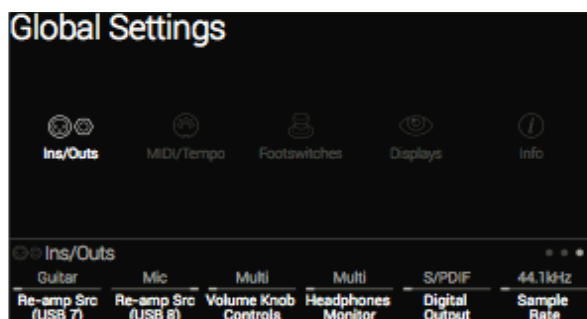 Global Settings
Ins/Outs MIDI/Tempo Footswitches Displays Info
Ins/Outs
Guitar Mic Multi Multi S/PDIF 44.1kHz
Re-amp Src Re-amp Src Volume Knob Headphones Digital Sample
(USB 7) (USB 8) Controls Monitor Output Rate